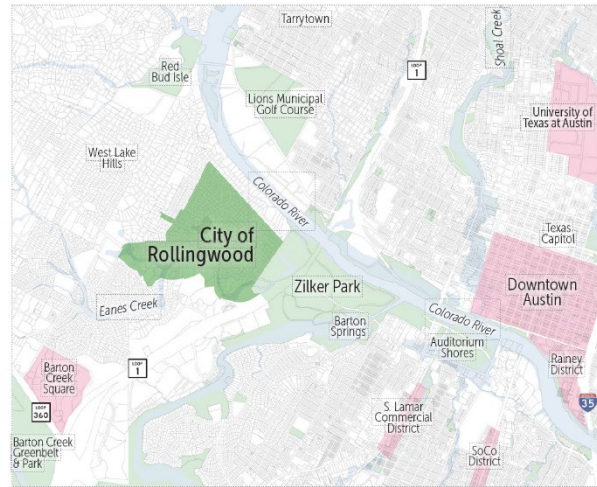 Tarrytown
Shoal Creek
Red
Bud Isle
LOOP
1
Lions Municipal
Golf Course
University of
Texas at Austin
West Lake
Hills
Colorado River
City of
Rollingwood
Texas
Capitol
Zilker Park
Downtown
Austin
Eanes Creek
Barton
Springs
Colorado River
Auditorium
Shores
Barton
Creek
Square
LOOP
1
Rainey
District
LOOP
360
S. Lamar
Commercial
District
35
Barton Creek
Greenbelt
& Park
SoCo
District